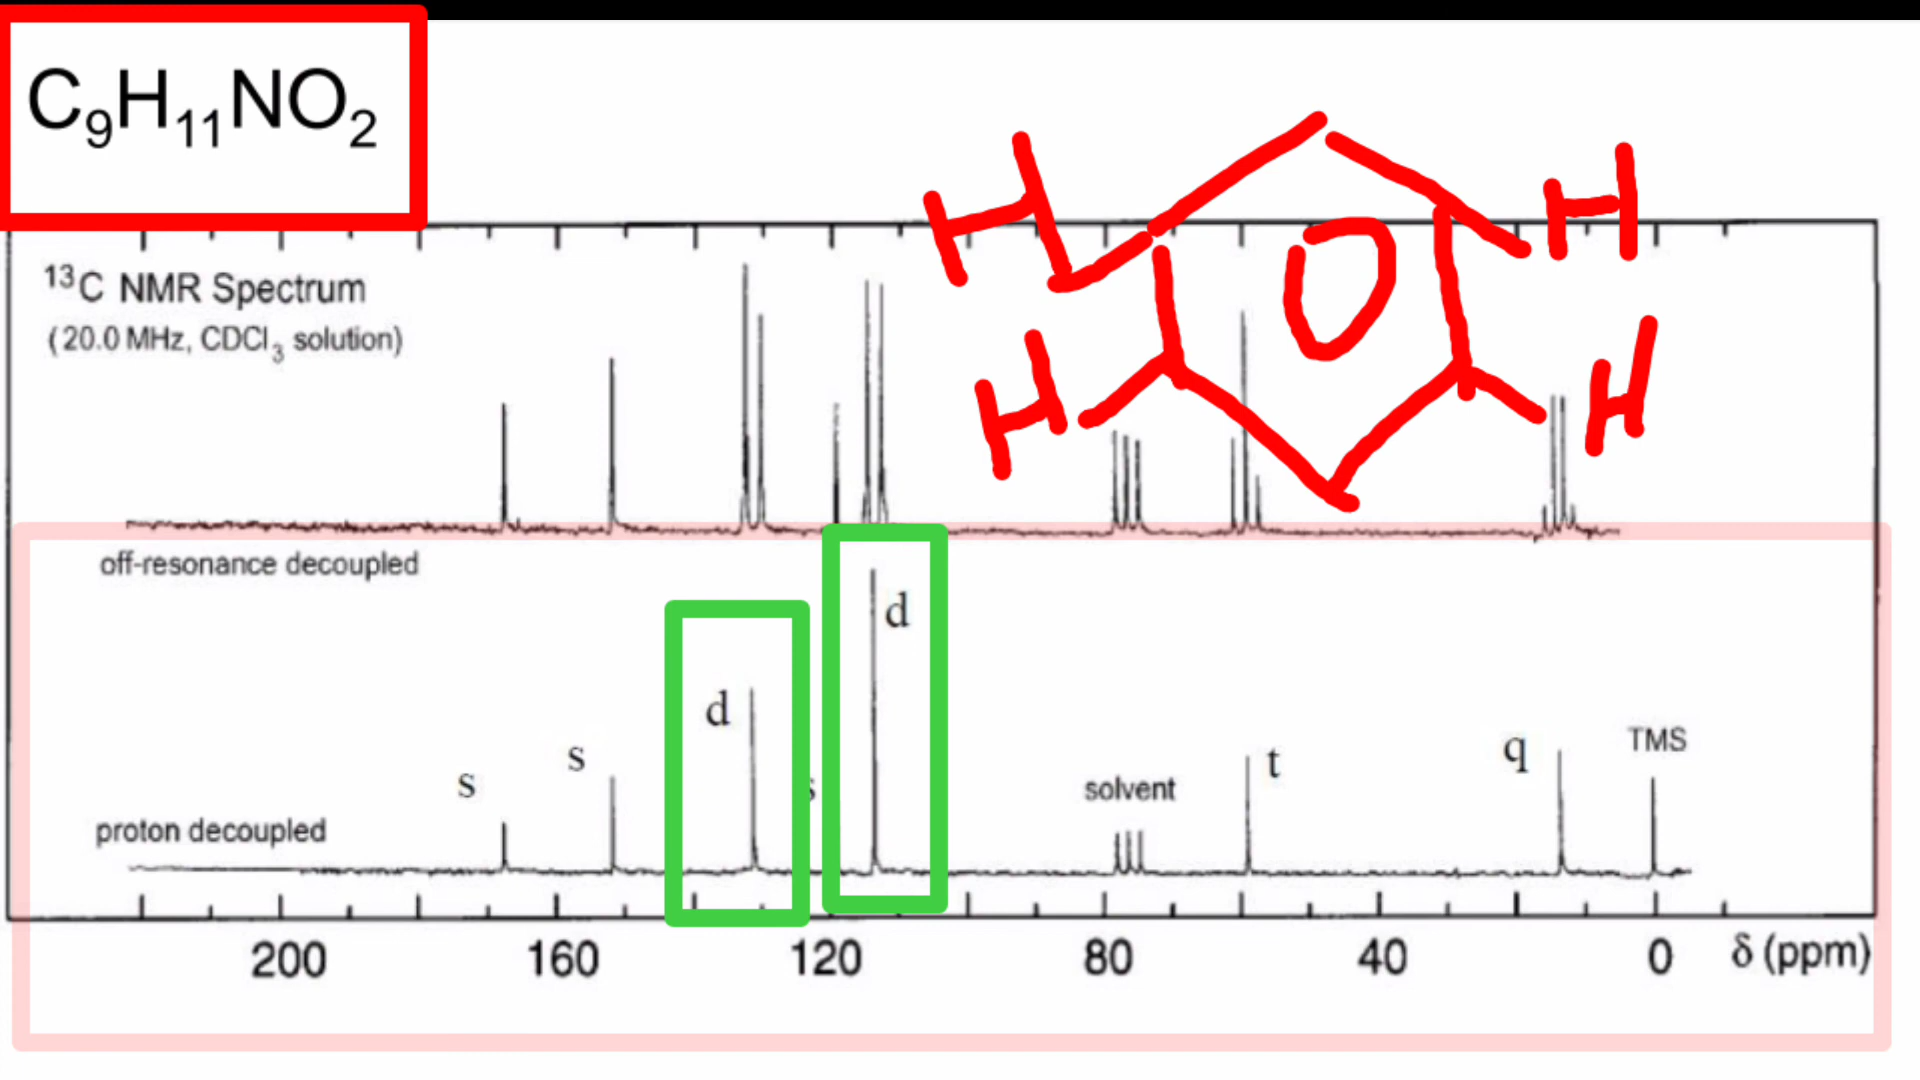 C₉H₁₁NO₂
¹³C NMR Spectrum
(20.0 MHz, CDCl₃ solution)
H H
H H
O
off-resonance decoupled
d
d
s s s
t q TMS
solvent
proton decoupled
200 160 120 80 40 0 δ (ppm)